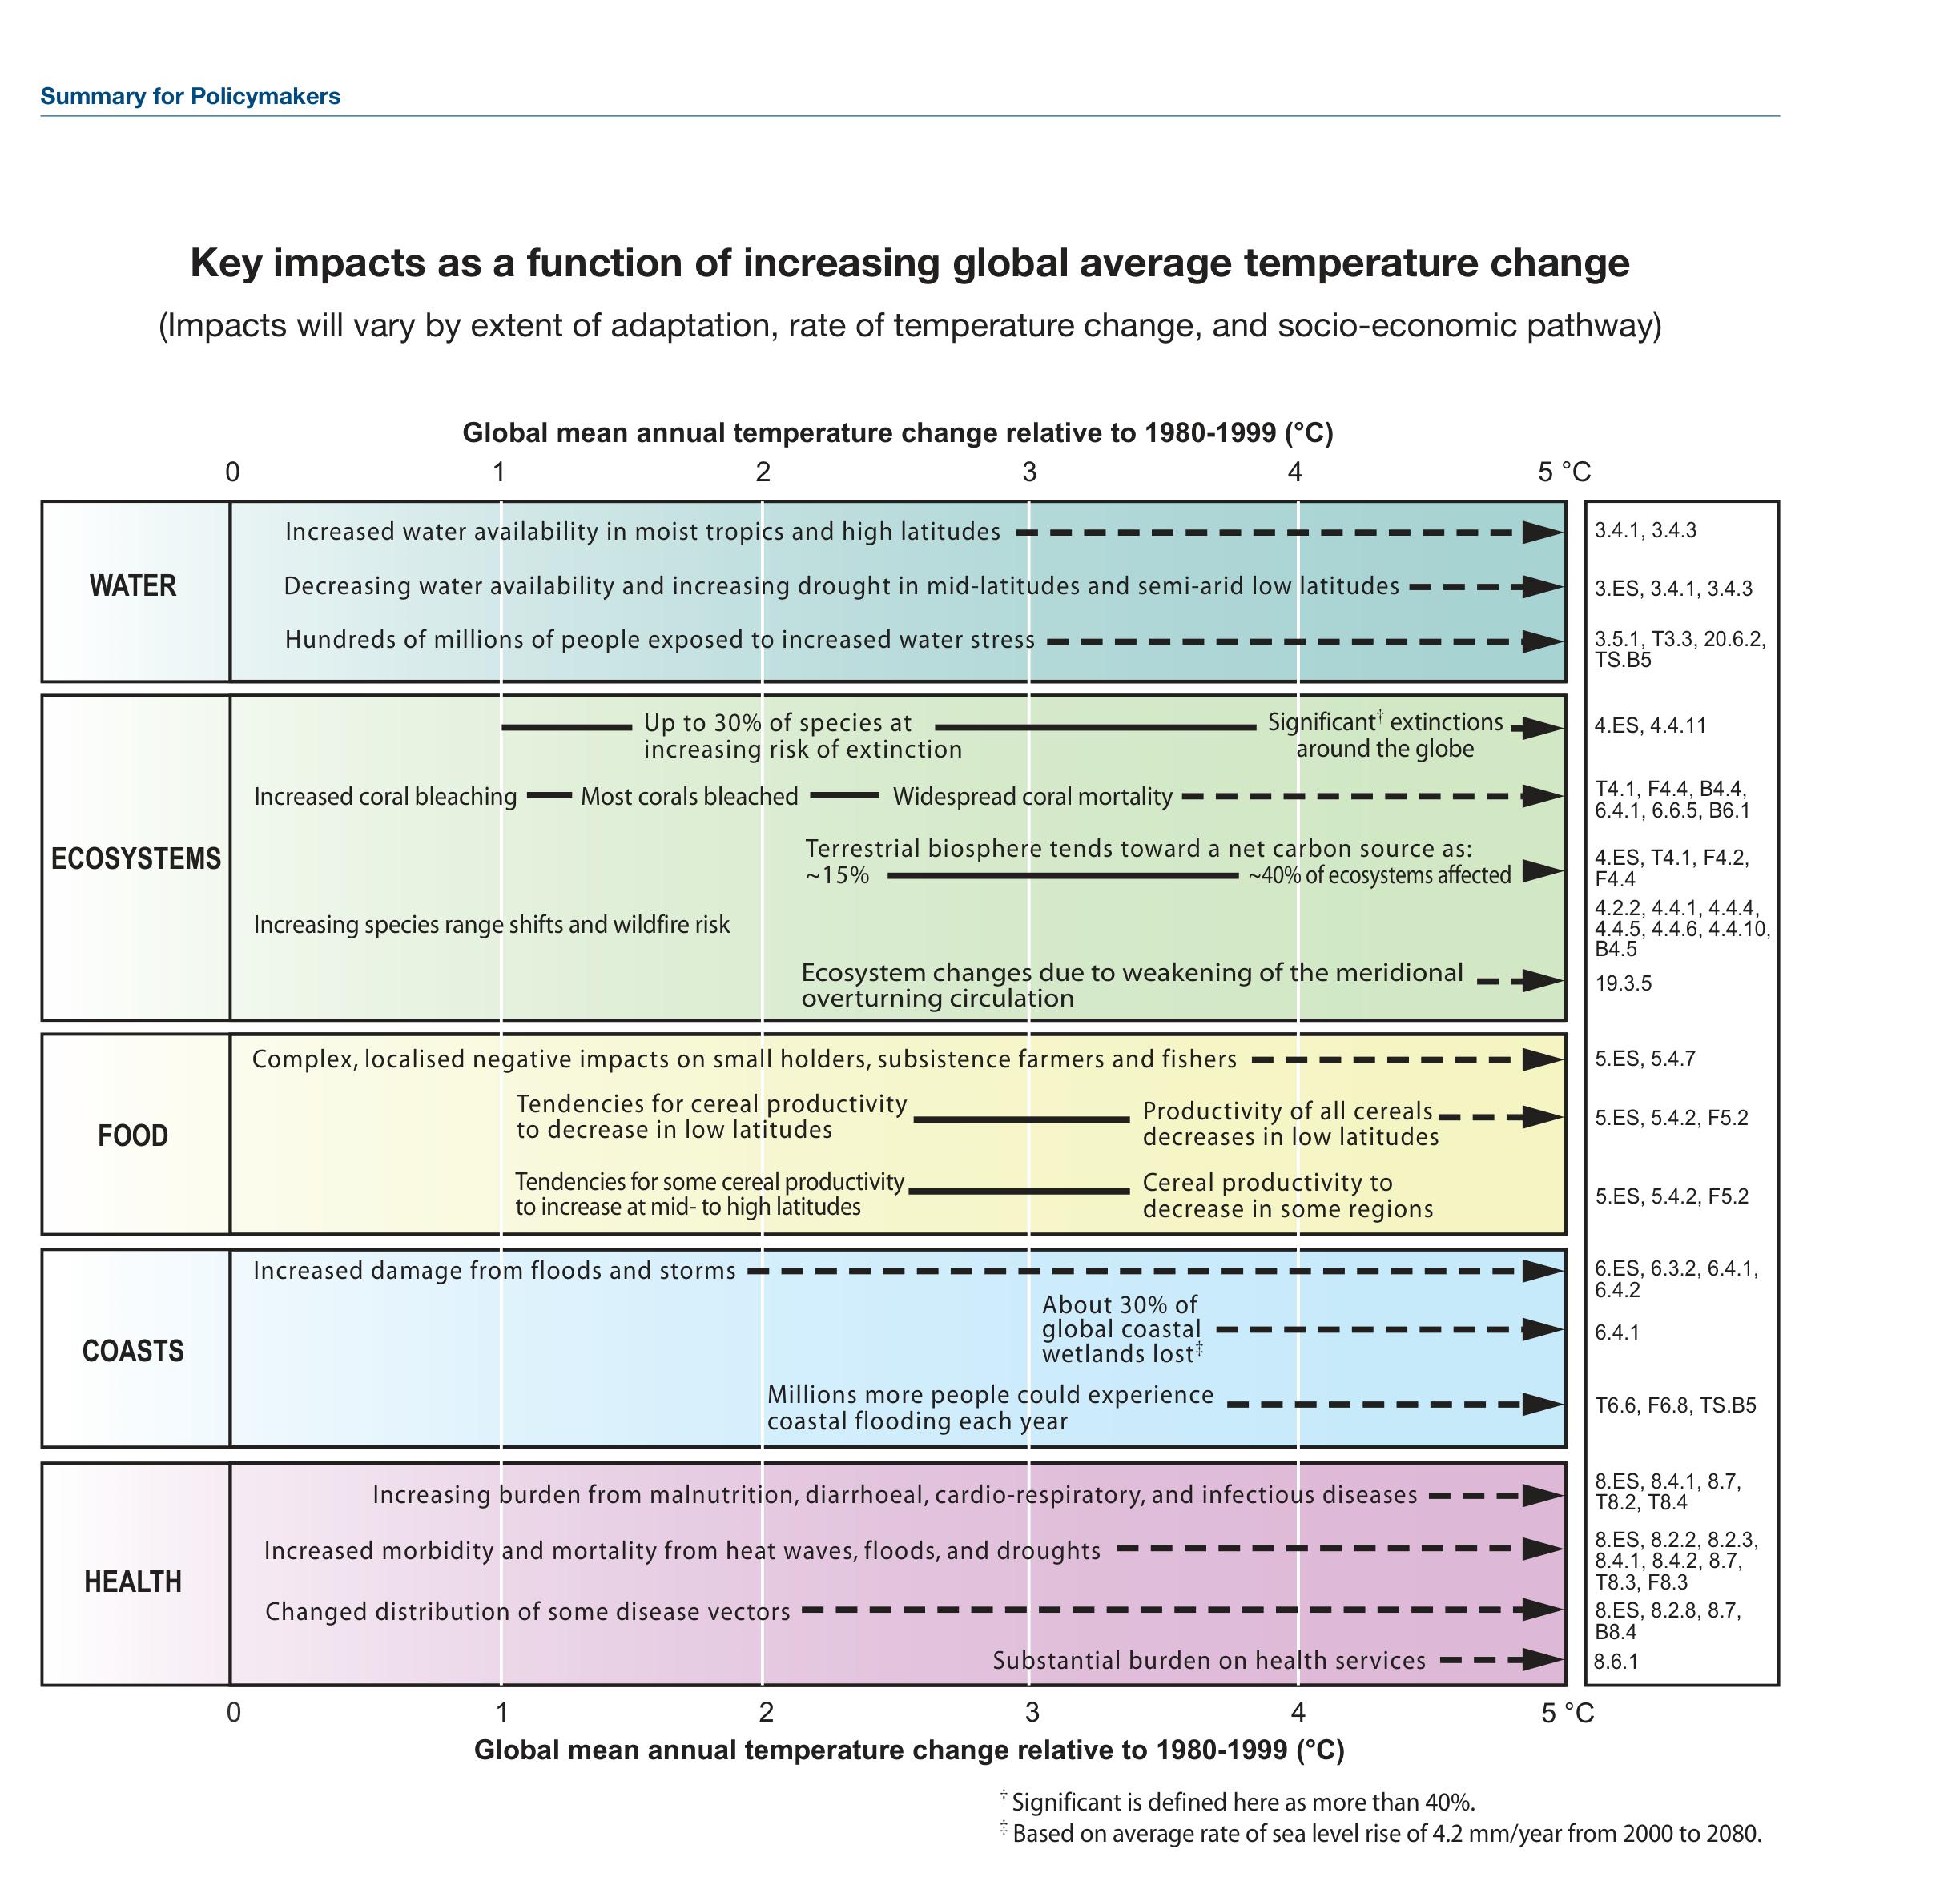 Summary for Policymakers
Key impacts as a function of increasing global average temperature change
(Impacts will vary by extent of adaptation, rate of temperature change, and socio-economic pathway)
Global mean annual temperature change relative to 1980-1999 (°C)
0 1 2 3 4 5 °C
WATER
Increased water availability in moist tropics and high latitudes
3.4.1, 3.4.3
Decreasing water availability and increasing drought in mid-latitudes and semi-arid low latitudes
3.ES, 3.4.1, 3.4.3
Hundreds of millions of people exposed to increased water stress
3.5.1, T3.3, 20.6.2,
TS.B5
ECOSYSTEMS
Up to 30% of species at
increasing risk of extinction
Significant† extinctions
around the globe
4.ES, 4.4.11
Increased coral bleaching Most corals bleached Widespread coral mortality
T4.1, F4.4, B4.4,
6.4.1, 6.6.5, B6.1
Terrestrial biosphere tends toward a net carbon source as:
~15% ~40% of ecosystems affected
4.ES, T4.1, F4.2,
F4.4
Increasing species range shifts and wildfire risk
4.2.2, 4.4.1, 4.4.4,
4.4.5, 4.4.6, 4.4.10,
B4.5
Ecosystem changes due to weakening of the meridional
overturning circulation
19.3.5
FOOD
Complex, localised negative impacts on small holders, subsistence farmers and fishers
5.ES, 5.4.7
Tendencies for cereal productivity
to decrease in low latitudes
Productivity of all cereals
decreases in low latitudes
5.ES, 5.4.2, F5.2
Tendencies for some cereal productivity
to increase at mid- to high latitudes
Cereal productivity to
decrease in some regions
5.ES, 5.4.2, F5.2
COASTS
Increased damage from floods and storms
6.ES, 6.3.2, 6.4.1,
6.4.2
About 30% of
global coastal
wetlands lost‡
6.4.1
Millions more people could experience
coastal flooding each year
T6.6, F6.8, TS.B5
HEALTH
Increasing burden from malnutrition, diarrhoeal, cardio-respiratory, and infectious diseases
8.ES, 8.4.1, 8.7,
T8.2, T8.4
Increased morbidity and mortality from heat waves, floods, and droughts
8.ES, 8.2.2, 8.2.3,
8.4.1, 8.4.2, 8.7,
T8.3, F8.3
Changed distribution of some disease vectors
8.ES, 8.2.8, 8.7,
B8.4
Substantial burden on health services
8.6.1
0 1 2 3 4 5 °C
Global mean annual temperature change relative to 1980-1999 (°C)
† Significant is defined here as more than 40%.
‡ Based on average rate of sea level rise of 4.2 mm/year from 2000 to 2080.